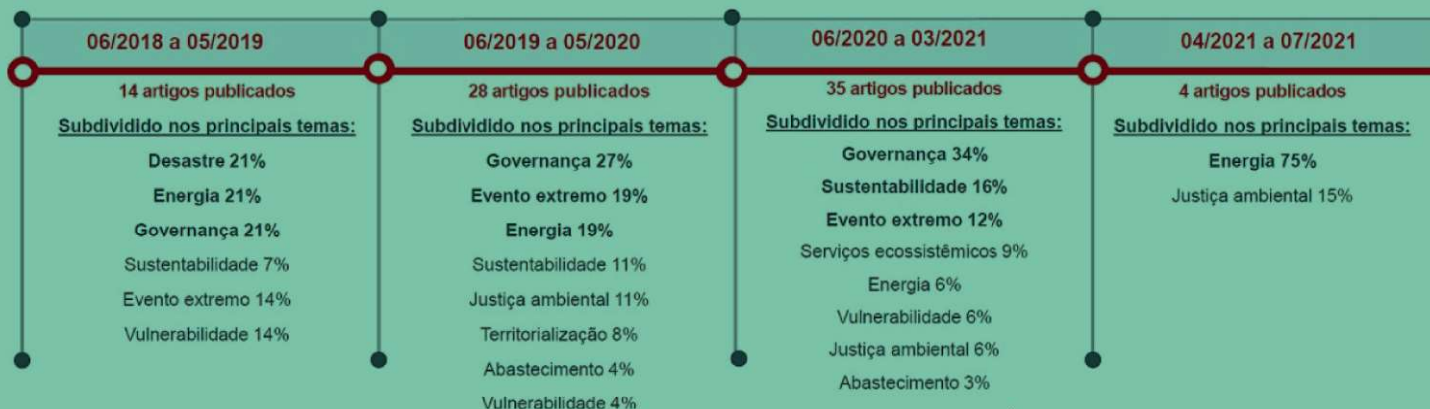 06/2018 a 05/2019
14 artigos publicados
Subdividido nos principais temas:
Desastre 21%
Energia 21%
Governança 21%
Sustentabilidade 7%
Evento extremo 14%
Vulnerabilidade 14%
06/2019 a 05/2020
28 artigos publicados
Subdividido nos principais temas:
Governança 27%
Evento extremo 19%
Energia 19%
Sustentabilidade 11%
Justiça ambiental 11%
Territorialização 8%
Abastecimento 4%
Vulnerabilidade 4%
06/2020 a 03/2021
35 artigos publicados
Subdividido nos principais temas:
Governança 34%
Sustentabilidade 16%
Evento extremo 12%
Serviços ecossistêmicos 9%
Energia 6%
Vulnerabilidade 6%
Justiça ambiental 6%
Abastecimento 3%
04/2021 a 07/2021
4 artigos publicados
Subdividido nos principais temas:
Energia 75%
Justiça ambiental 15%